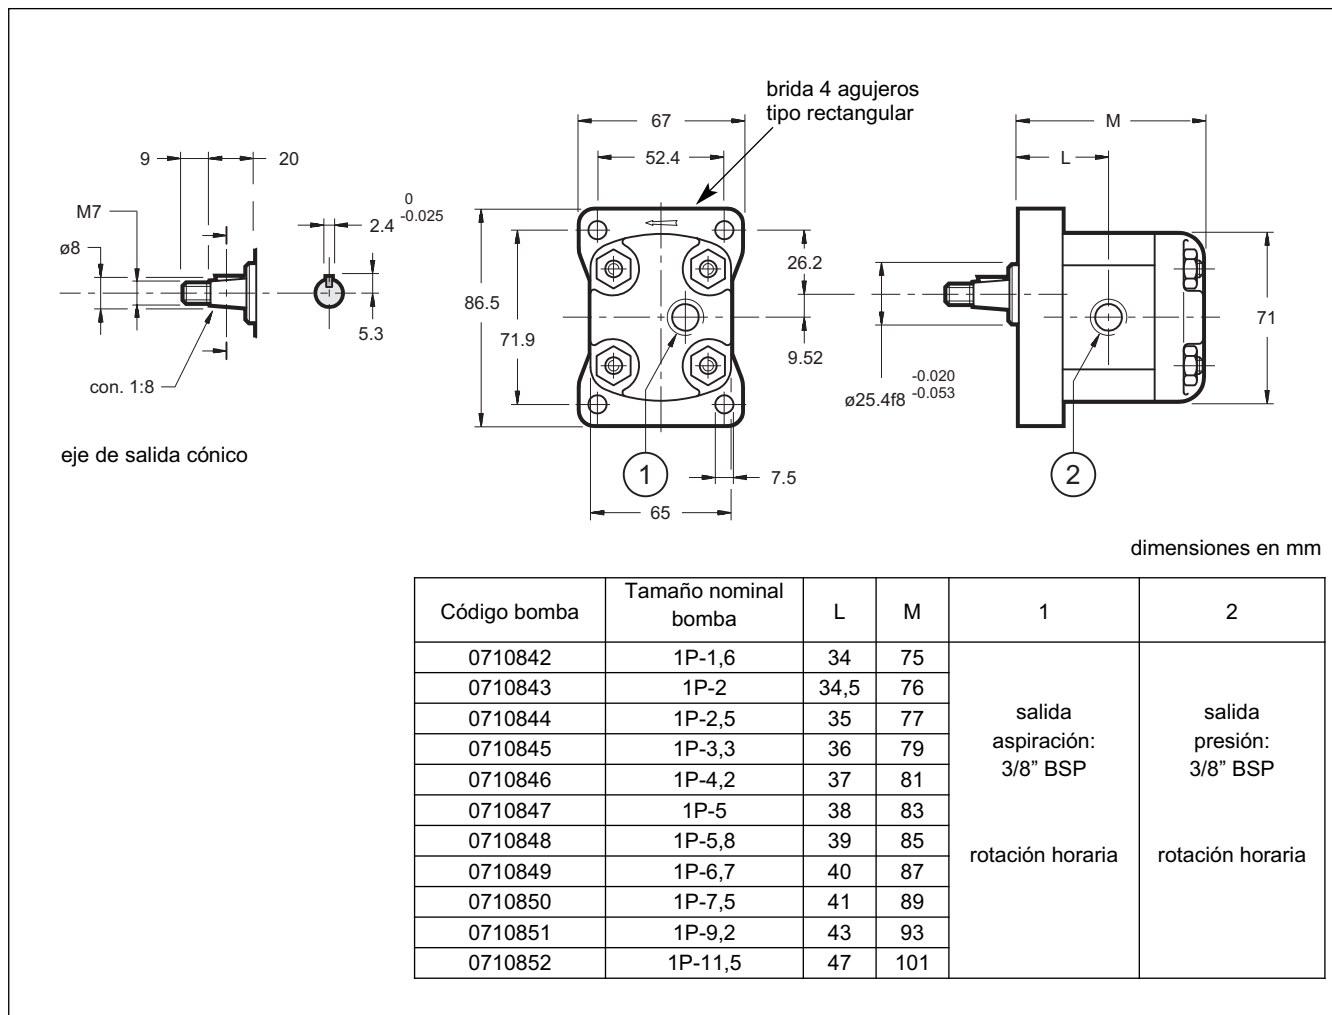 brida 4 agujeros
tipo rectangular
67
M
9
20
52.4
L
0
2.4 -0.025
M7
ø8
26.2
86.5
5.3
71.9
71
9.52
-0.020
ø25.4f8 -0.053
con. 1:8
eje de salida cónico
1
2
7.5
65
dimensiones en mm
Código bomba Tamaño nominal bomba L M 1 2
0710842 1P-1,6 34 75
0710843 1P-2 34,5 76
0710844 1P-2,5 35 77
0710845 1P-3,3 36 79
0710846 1P-4,2 37 81
0710847 1P-5 38 83
0710848 1P-5,8 39 85
0710849 1P-6,7 40 87
0710850 1P-7,5 41 89
0710851 1P-9,2 43 93
0710852 1P-11,5 47 101
salida
aspiración:
3/8” BSP
rotación horaria
salida
presión:
3/8” BSP
rotación horaria